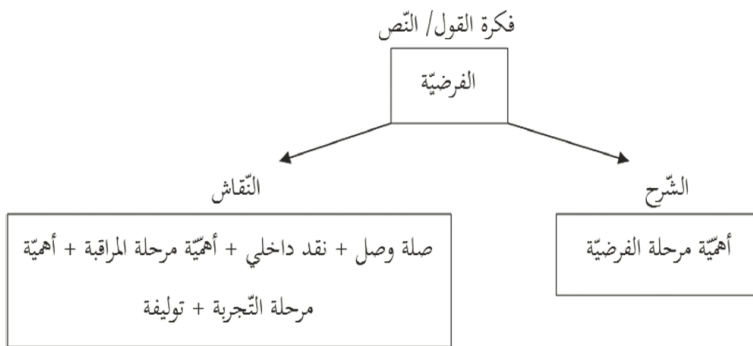 فكرة القول/ النّص
الفرضيّة
الشّرح
أهميّة مرحلة الفرضيّة
النّقاش
صلة وصل + نقد داخلي + أهميّة مرحلة المراقبة + أهميّة
مرحلة التّجربة + توليفة